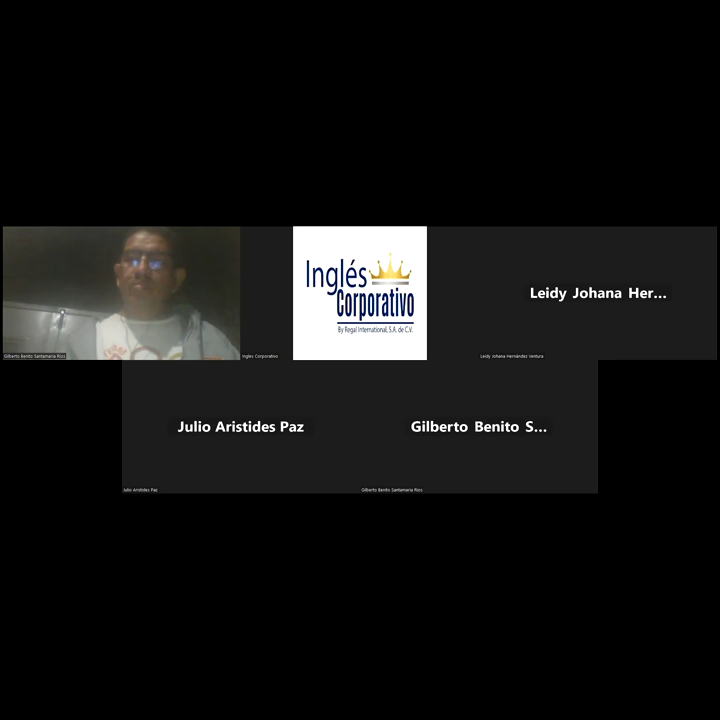 Inglés
Corporativo
By Regal International, S.A. de C.V.
Leidy Johana Her...
Gilberto Benito Santamaria Rios
Ingles Corporativo
Leidy Johana Hernández Ventura
Julio Aristides Paz
Gilberto Benito S...
Julio Aristides Paz
Gilberto Benito Santamaria Rios